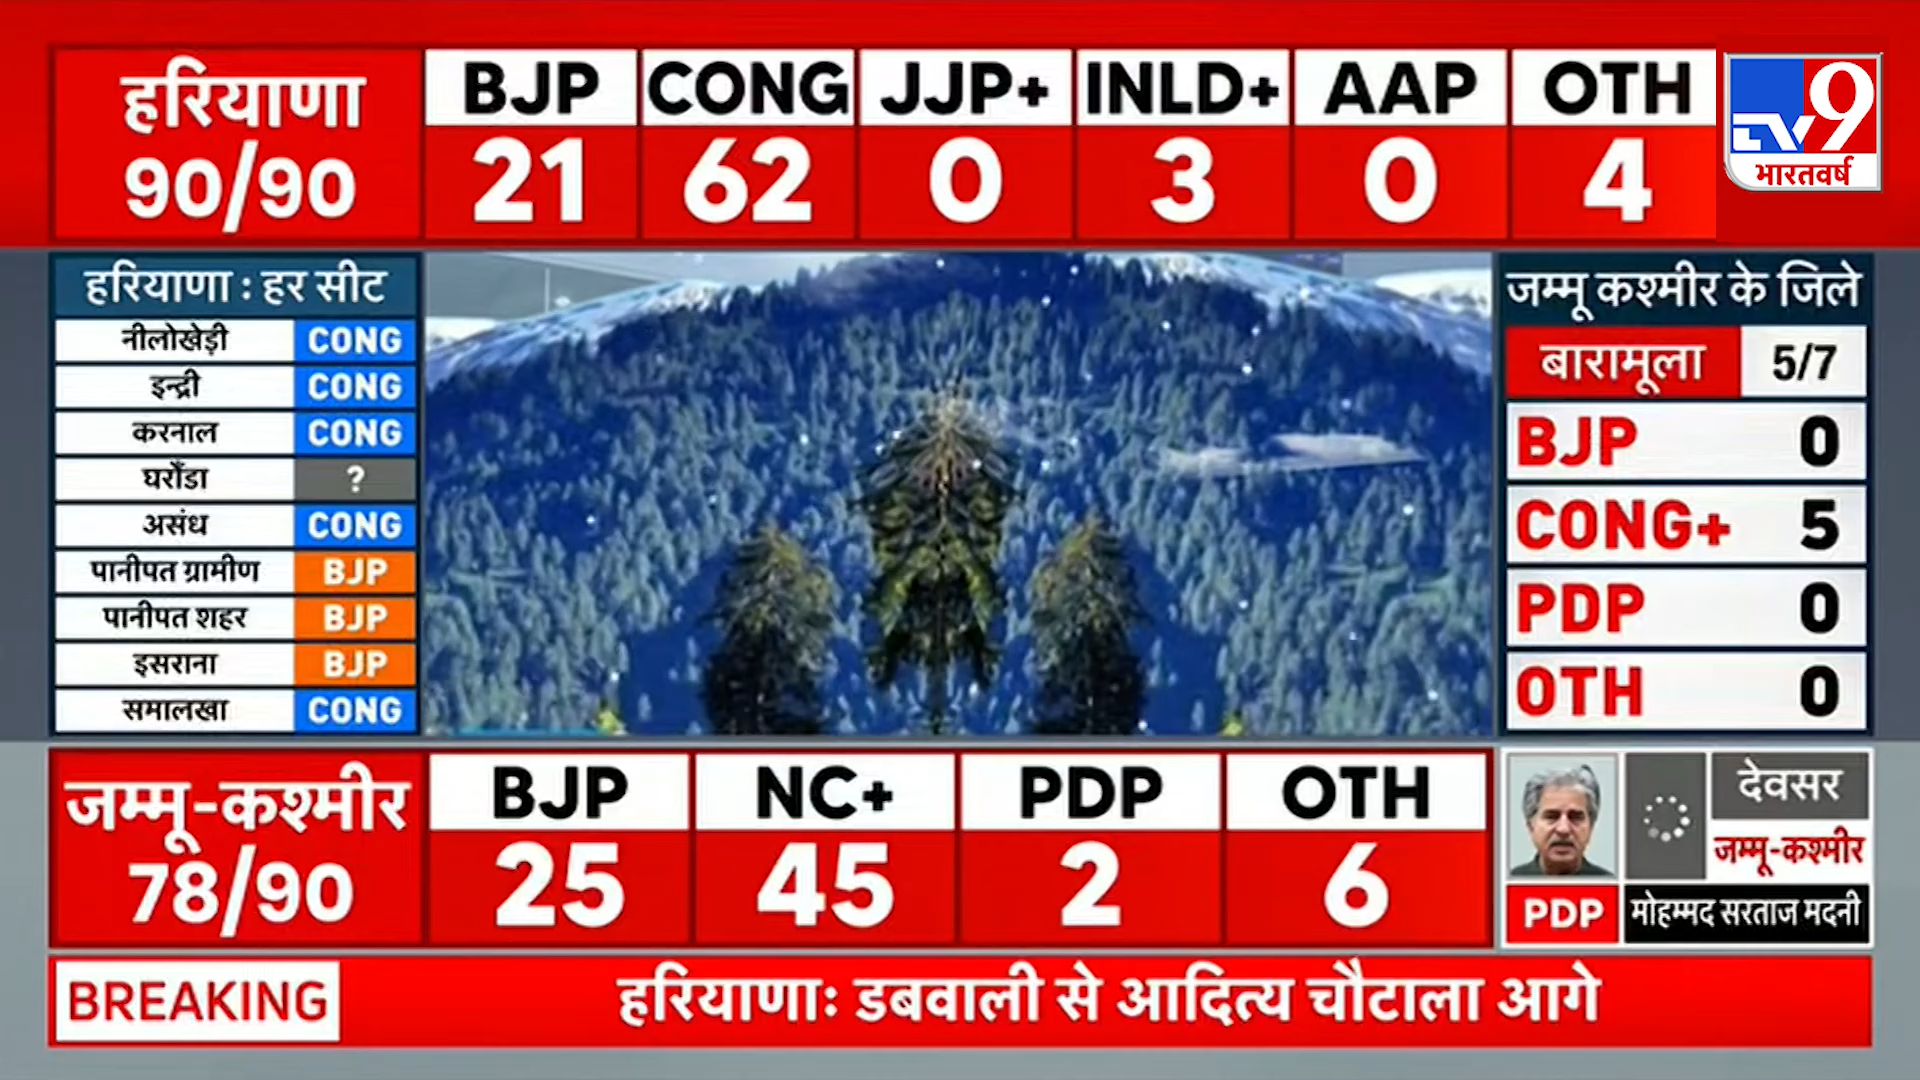 हरियाणा
90/90
BJP CONG JJP+ INLD+ AAP OTH
21 62 0 3 0 4
TV9
भारतवर्ष
हरियाणा : हर सीट
नीलोखेड़ी CONG
इन्द्री CONG
करनाल CONG
घरौंडा ?
असंध CONG
पानीपत ग्रामीण BJP
पानीपत शहर BJP
इसराना BJP
समालखा CONG
जम्मू कश्मीर के जिले
बारामूला 5/7
BJP 0
CONG+ 5
PDP 0
OTH 0
जम्मू-कश्मीर
78/90
BJP NC+ PDP OTH
25 45 2 6
देवसर
जम्मू-कश्मीर
PDP मोहम्मद सरताज मदनी
BREAKING हरियाणाः डबवाली से आदित्य चौटाला आगे